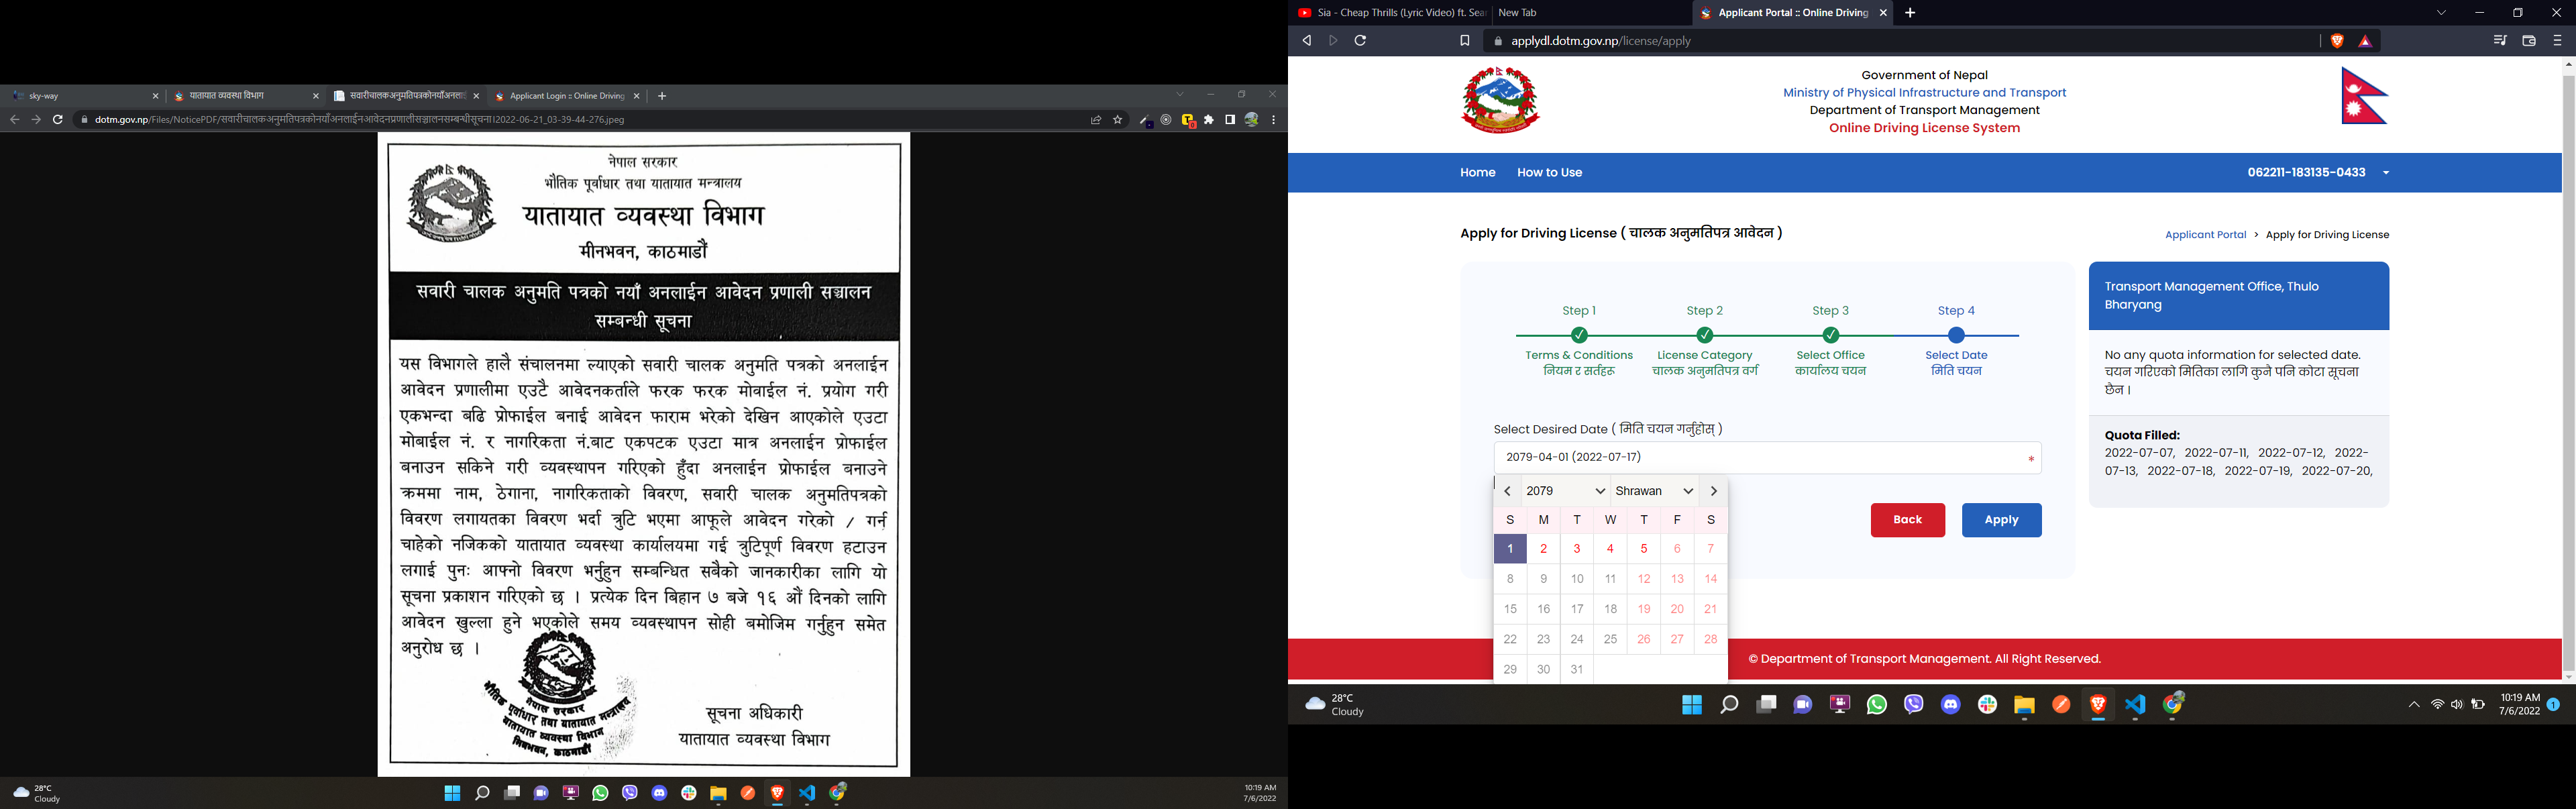 sky-way
यातायात व्यवस्था विभाग
सवारीचालकअनुमतिपत्रकोनयाँअनलाई
Applicant Login :: Online Driving
dotm.gov.np/Files/NoticePDF/सवारीचालकअनुमतिपत्रकोनयाँअनलाईनआवेदनप्रणालीसञ्चालनसम्बन्धीसूचना।2022-06-21_03-39-44-276.jpeg
नेपाल सरकार
भौतिक पूर्वाधार तथा यातायात मन्त्रालय
यातायात व्यवस्था विभाग
मीनभवन, काठमाडौं
सवारी चालक अनुमति पत्रको नयाँ अनलाईन आवेदन प्रणाली सञ्चालन
सम्बन्धी सूचना
यस विभागले हालै संचालनमा ल्याएको सवारी चालक अनुमति पत्रको अनलाईन
आवेदन प्रणालीमा एउटै आवेदनकर्ताले फरक फरक मोवाईल नं. प्रयोग गरी
एकभन्दा बढि प्रोफाईल बनाई आवेदन फाराम भरेको देखिन आएकोले एउटा
मोबाईल नं. र नागरिकता नं.बाट एकपटक एउटा मात्र अनलाईन प्रोफाईल
बनाउन सकिने गरी व्यवस्थापन गरिएको हुँदा अनलाईन प्रोफाईल बनाउने
क्रममा नाम, ठेगाना, नागरिकताको विवरण, सवारी चालक अनुमतिपत्रको
विवरण लगायतका विवरण भर्दा त्रुटि भएमा आफूले आवेदन गरेको / गर्न
चाहेको नजिकको यातायात व्यवस्था कार्यालयमा गई त्रुटिपूर्ण विवरण हटाउन
लगाई पुनः आफ्नो विवरण भर्नुहुन सम्बन्धित सबैको जानकारीका लागि यो
सूचना प्रकाशन गरिएको छ । प्रत्येक दिन बिहान ७ बजे १६ औं दिनको लागि
आवेदन खुल्ला हुने भएकोले समय व्यवस्थापन सोही बमोजिम गर्नुहुन समेत
अनुरोध छ ।
नेपाल सरकार
भौतिक पूर्वाधार तथा यातायात मन्त्रालय
यातायात व्यवस्था विभाग
मिनभवन, काठमाडौं
सूचना अधिकारी
यातायात व्यवस्था विभाग
28°C
Cloudy
10:19 AM
7/6/2022
Sia - Cheap Thrills (Lyric Video) ft. Sea
New Tab
Applicant Portal :: Online Driving
applydl.dotm.gov.np/license/apply
Government of Nepal
Ministry of Physical Infrastructure and Transport
Department of Transport Management
Online Driving License System
Home How to Use 062211-183135-0433
Apply for Driving License ( चालक अनुमतिपत्र आवेदन )
Applicant Portal > Apply for Driving License
Step 1 Step 2 Step 3 Step 4
Terms & Conditions License Category Select Office Select Date
नियम र सर्तहरू चालक अनुमतिपत्र वर्ग कार्यालय चयन मिति चयन
Select Desired Date ( मिति चयन गर्नुहोस् )
2079-04-01 (2022-07-17) *
2079 Shrawan
S M T W T F S
1 2 3 4 5 6 7
8 9 10 11 12 13 14
15 16 17 18 19 20 21
22 23 24 25 26 27 28
29 30 31
Back Apply
Transport Management Office, Thulo
Bharyang
No any quota information for selected date.
चयन गरिएको मितिका लागि कुनै पनि कोटा सूचना
छैन ।
Quota Filled:
2022-07-07, 2022-07-11, 2022-07-12, 2022-
07-13, 2022-07-18, 2022-07-19, 2022-07-20,
© Department of Transport Management. All Right Reserved.
28°C
Cloudy
10:19 AM
7/6/2022
1